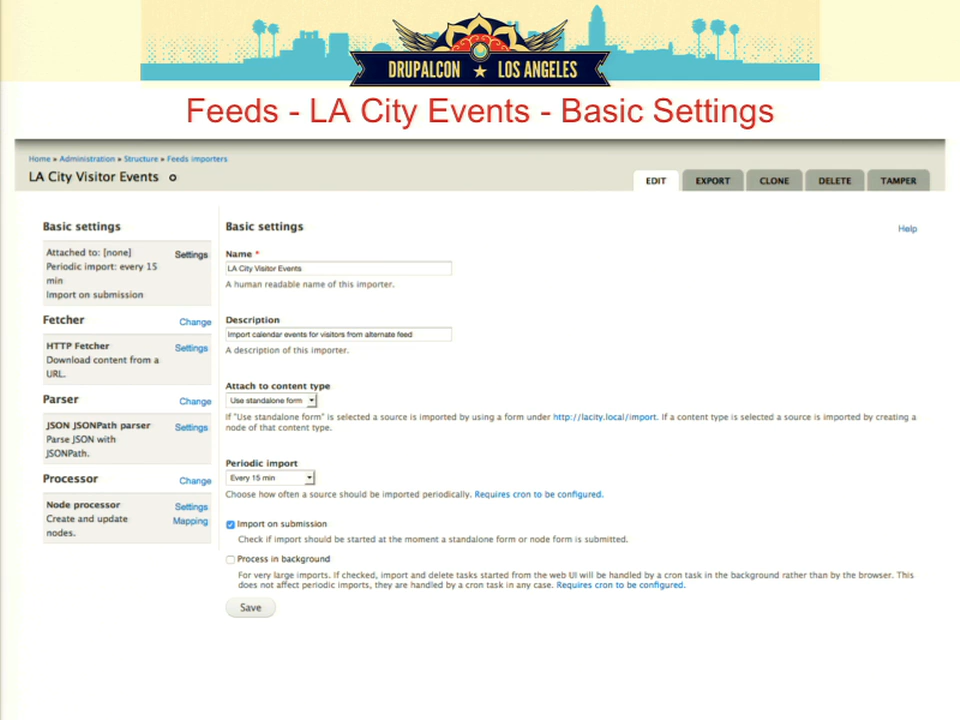 DRUPALCON ★ LOS ANGELES
Feeds - LA City Events - Basic Settings
Home » Administration » Structure » Feeds importers
LA City Visitor Events
EDIT EXPORT CLONE DELETE TAMPER
Basic settings
Attached to: [none] Settings
Periodic import: every 15
min
Import on submission
Fetcher Change
HTTP Fetcher Settings
Download content from a
URL.
Parser Change
JSON JSONPath parser Settings
Parse JSON with
JSONPath.
Processor Change
Node processor Settings
Create and update Mapping
nodes.
Basic settings Help
Name *
LA City Visitor Events
A human readable name of this importer.
Description
Import calendar events for visitors from alternate feed
A description of this importer.
Attach to content type
Use standalone form
If "Use standalone form" is selected a source is imported by using a form under http://lacity.local/import. If a content type is selected a source is imported by creating a
node of that content type.
Periodic import
Every 15 min
Choose how often a source should be imported periodically. Requires cron to be configured.
Import on submission
Check if import should be started at the moment a standalone form or node form is submitted.
Process in background
For very large imports. If checked, import and delete tasks started from the web UI will be handled by a cron task in the background rather than by the browser. This
does not affect periodic imports, they are handled by a cron task in any case. Requires cron to be configured.
Save